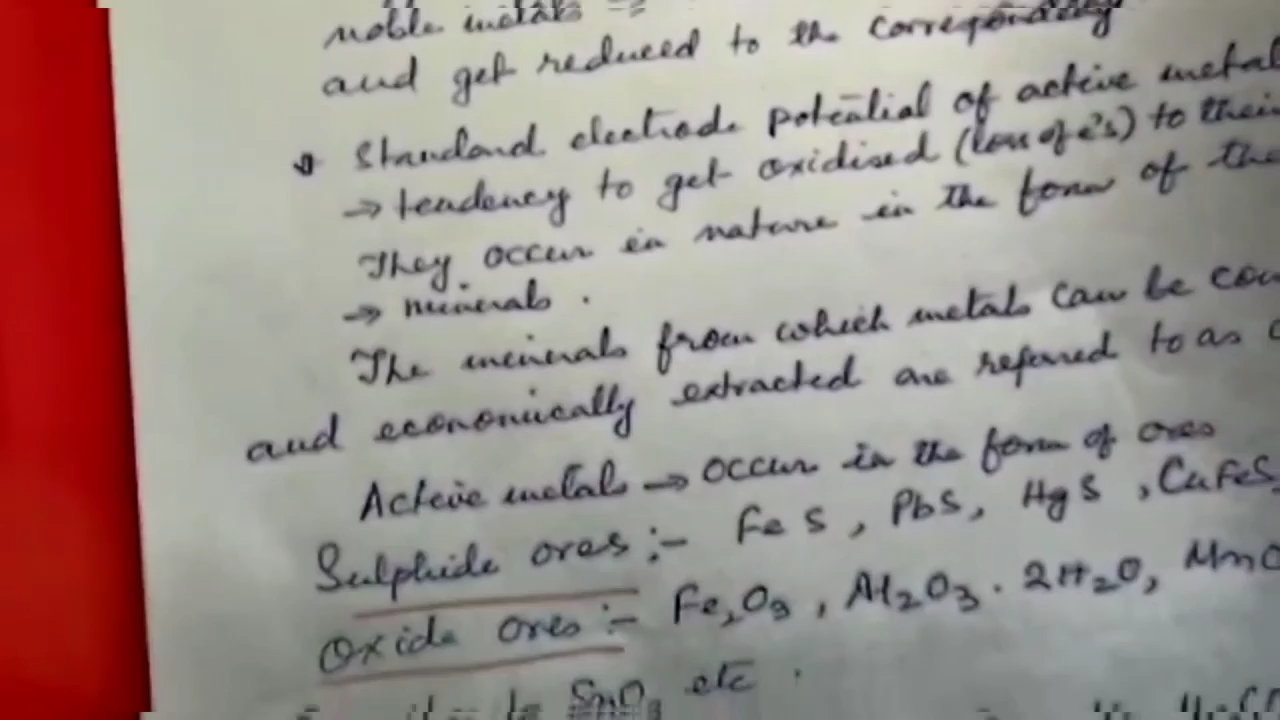 noble metals
and get reduced to the corresponding
Standard electrode potential of active metal
→ tendency to get oxidised (loss of e's) to their
They occur in nature in the form of the
→ minerals .
The minerals from which metals can be
and economically extracted are referred to as
Active metals → occur in the form of ores
Sulphide ores :- FeS, PbS, HgS, CuFeS
Oxide ores :- Fe2O3, Al2O3 . 2H2O, MnO
SnO2 etc .